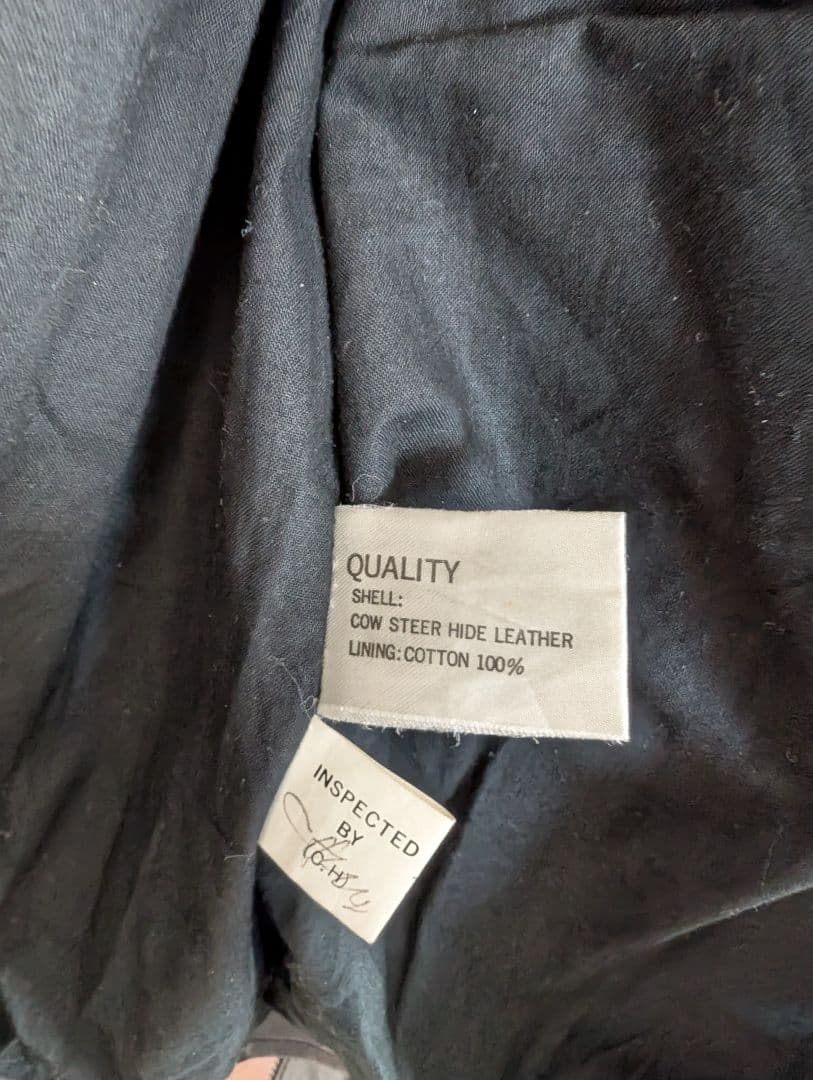 QUALITY
SHELL:
COW STEER HIDE LEATHER
LINING: COTTON 100%
INSPECTED
BY